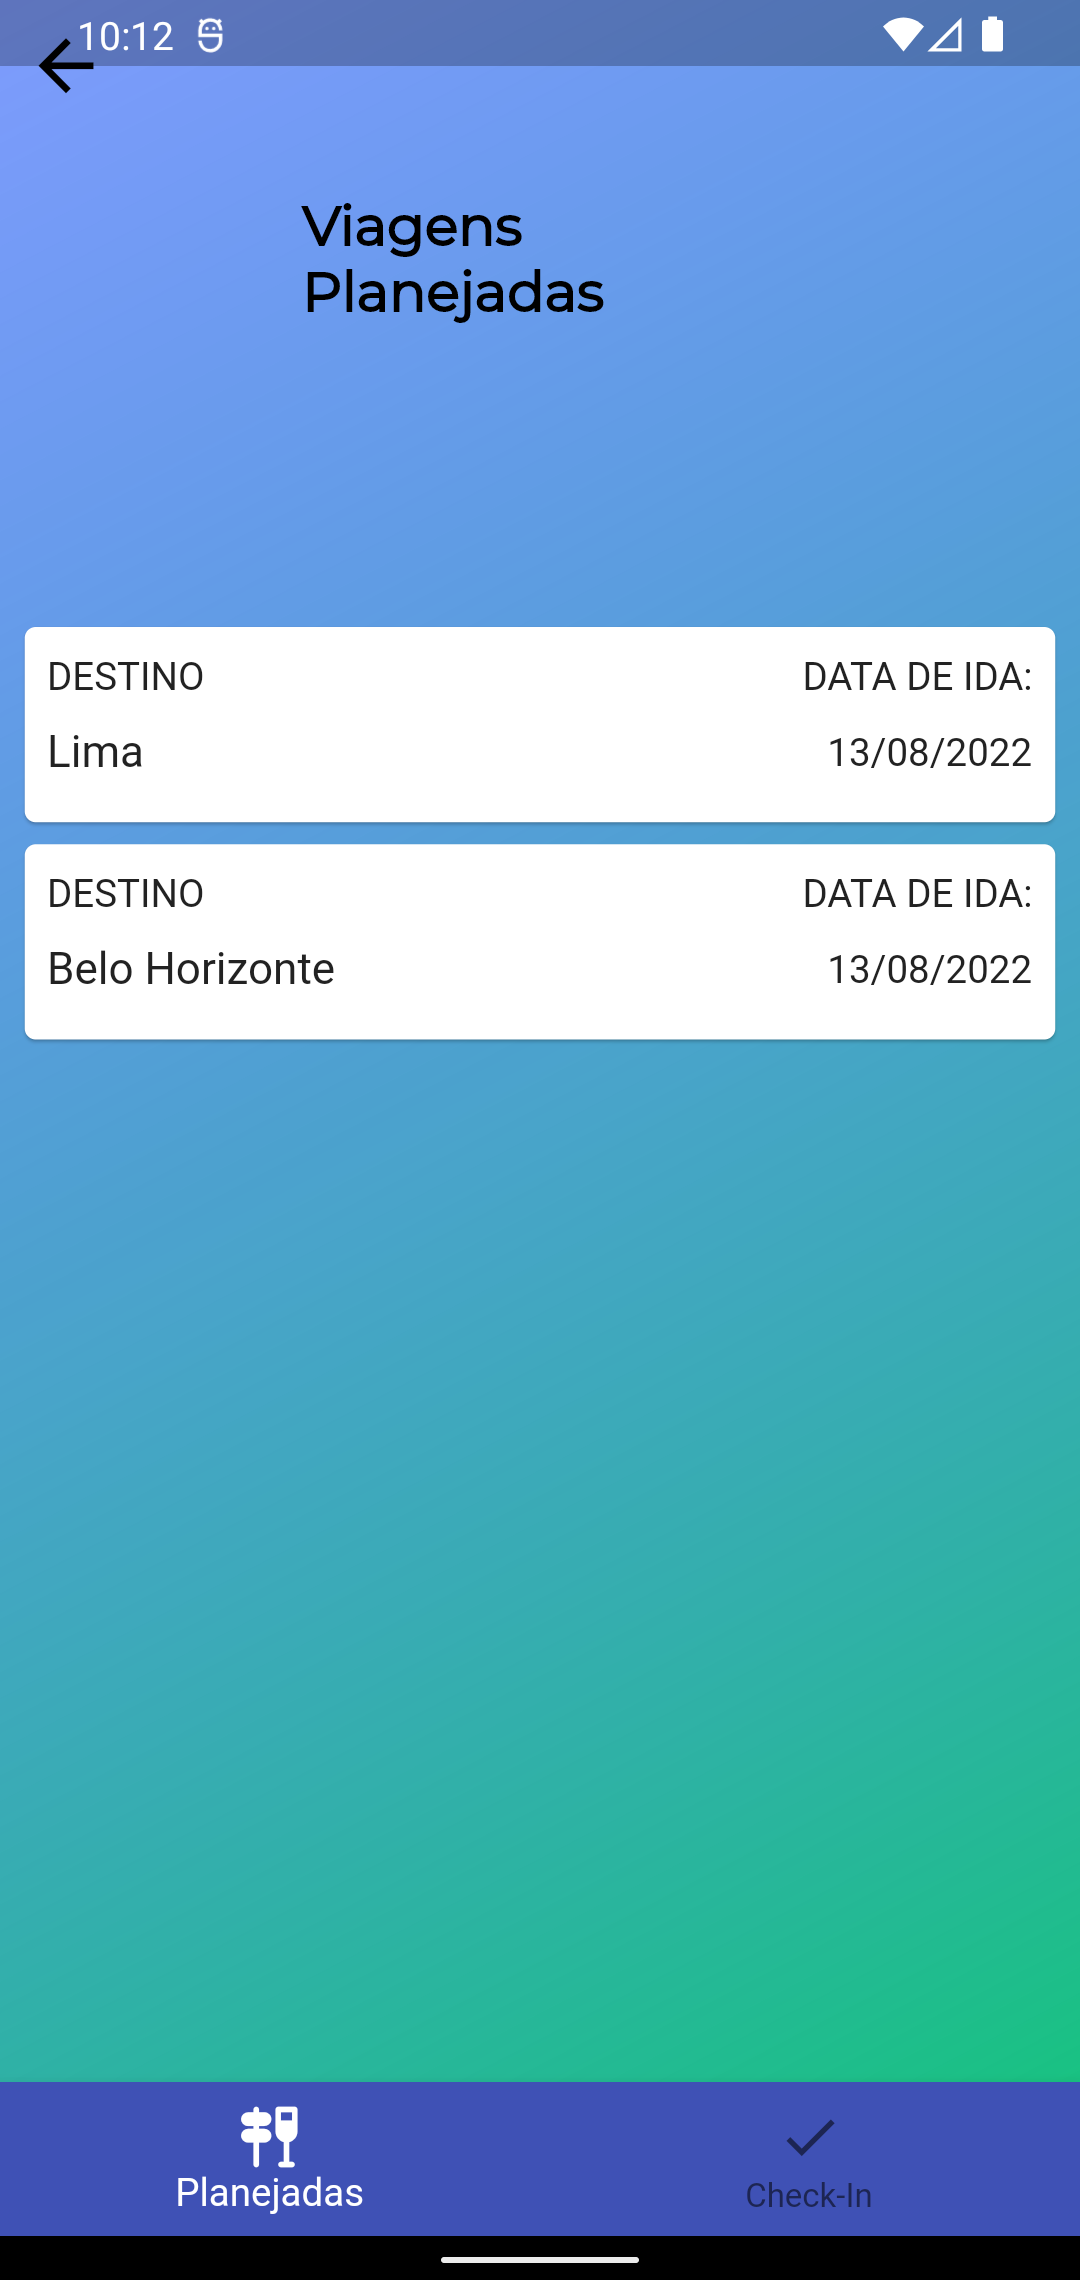 10:12
Viagens
Planejadas
DESTINO DATA DE IDA:
Lima 13/08/2022
DESTINO DATA DE IDA:
Belo Horizonte 13/08/2022
Planejadas Check-In